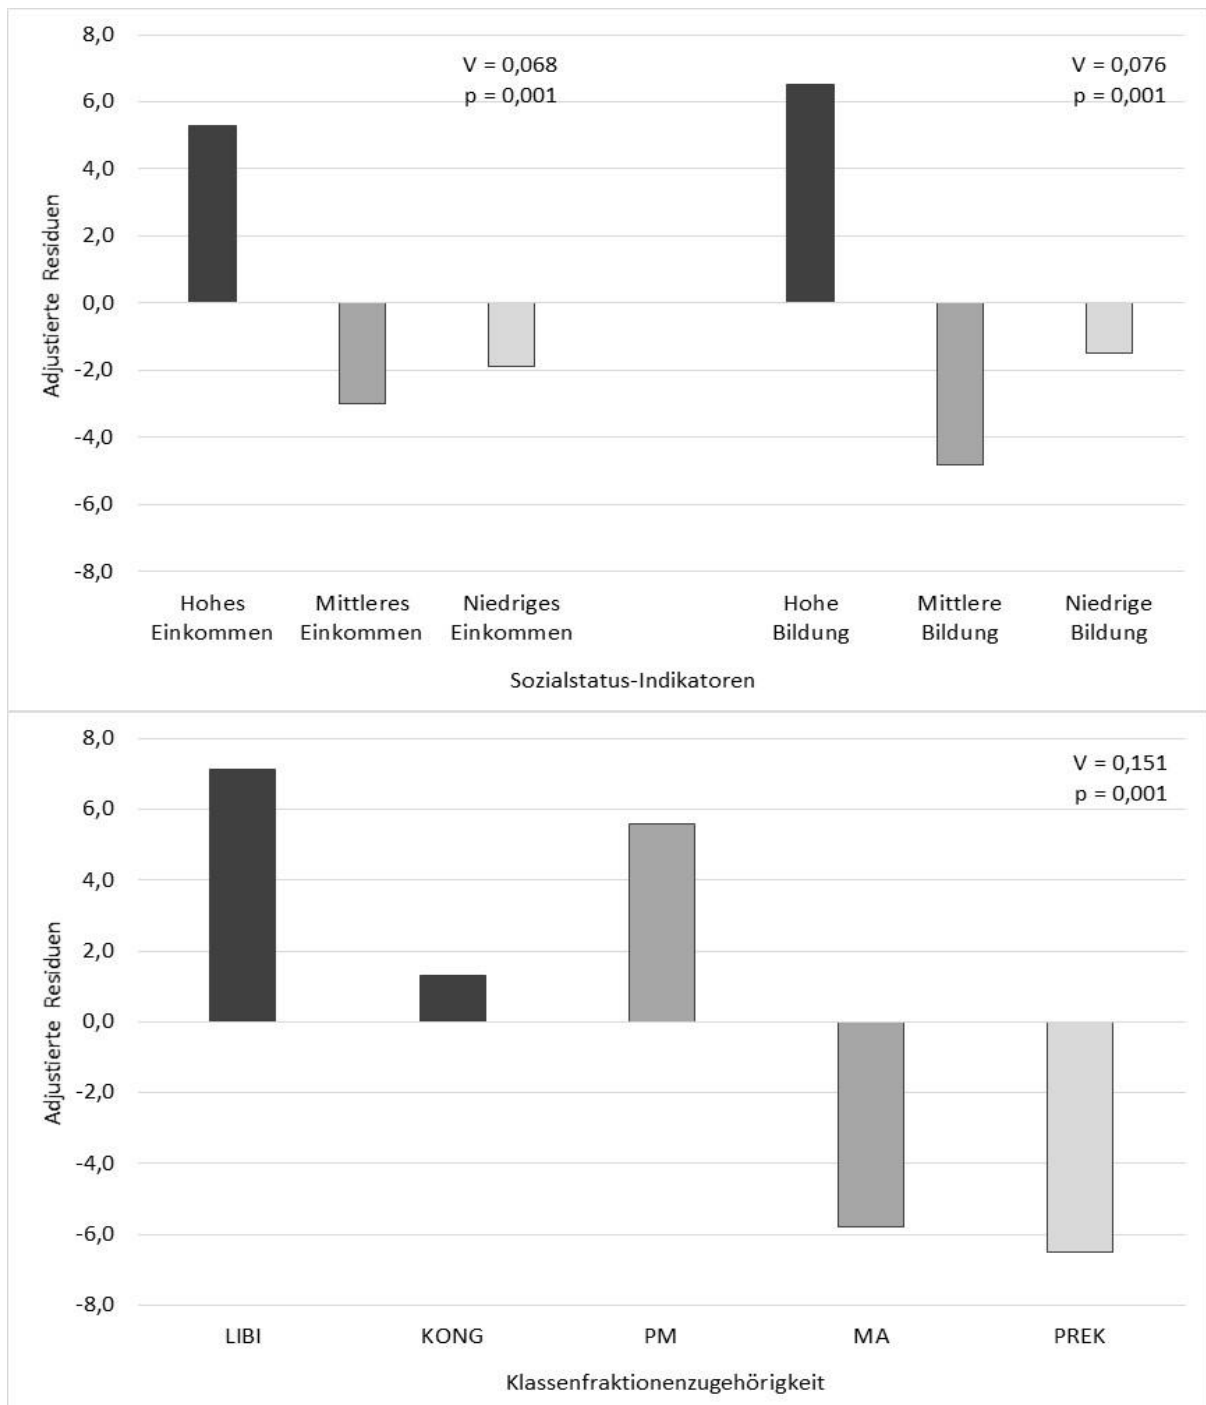 8,0
V = 0,068
p = 0,001
V = 0,076
p = 0,001
6,0
4,0
2,0
0,0
-2,0
-4,0
-6,0
-8,0
Adjustierte Residuen
Hohes
Einkommen
Mittleres
Einkommen
Niedriges
Einkommen
Hohe
Bildung
Mittlere
Bildung
Niedrige
Bildung
Sozialstatus-Indikatoren
8,0
V = 0,151
p = 0,001
6,0
4,0
2,0
0,0
-2,0
-4,0
-6,0
-8,0
Adjustierte Residuen
LIBI
KONG
PM
MA
PREK
Klassenfraktionenzugehörigkeit